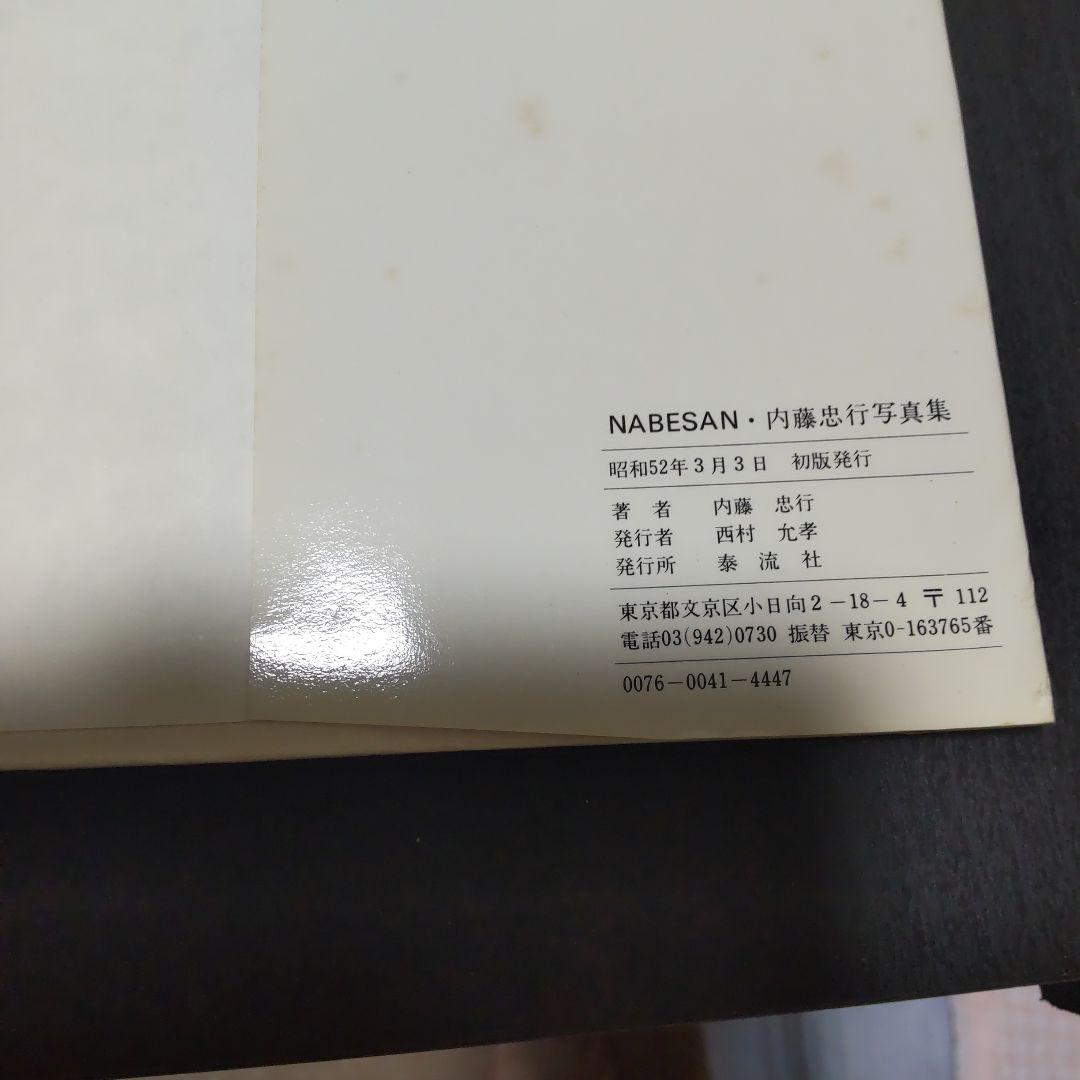 NABESAN・内藤忠行写真集
昭和52年3月3日　初版発行
著　者　内藤　忠行
発行者　西村　允孝
発行所　泰　流　社
東京都文京区小日向2－18－4 〒112
電話03(942)0730 振替 東京0-163765番
0076－0041－4447